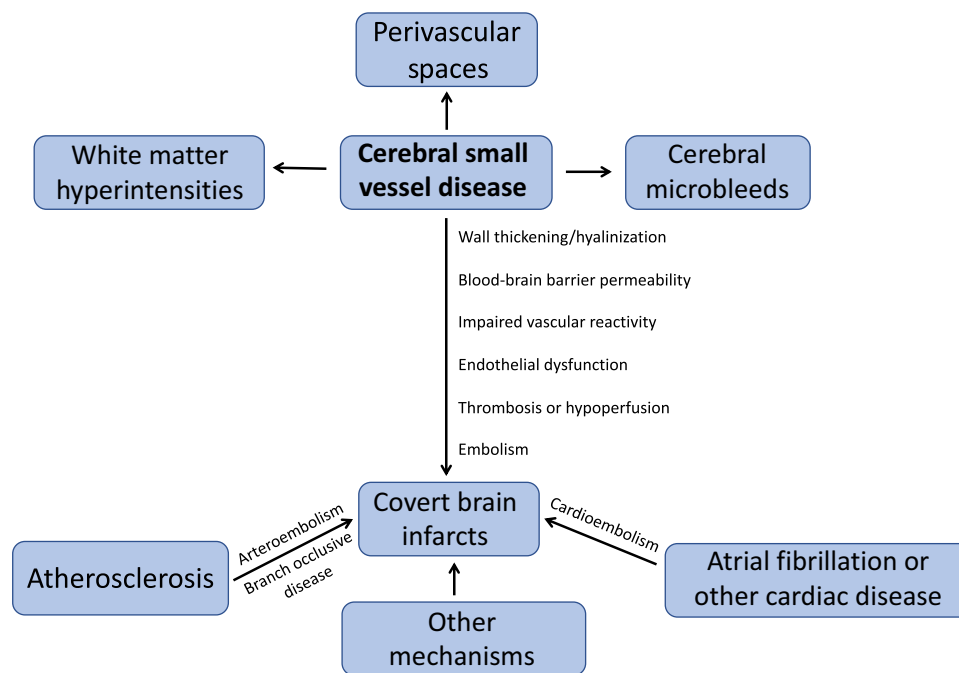 Perivascular
spaces
White matter
hyperintensities
Cerebral small
vessel disease
Cerebral
microbleeds
Wall thickening/hyalinization
Blood-brain barrier permeability
Impaired vascular reactivity
Endothelial dysfunction
Thrombosis or hypoperfusion
Embolism
Covert brain
infarcts
Arteroembolism
Branch occlusive
disease
Cardioembolism
Atherosclerosis
Atrial fibrillation or
other cardiac disease
Other
mechanisms